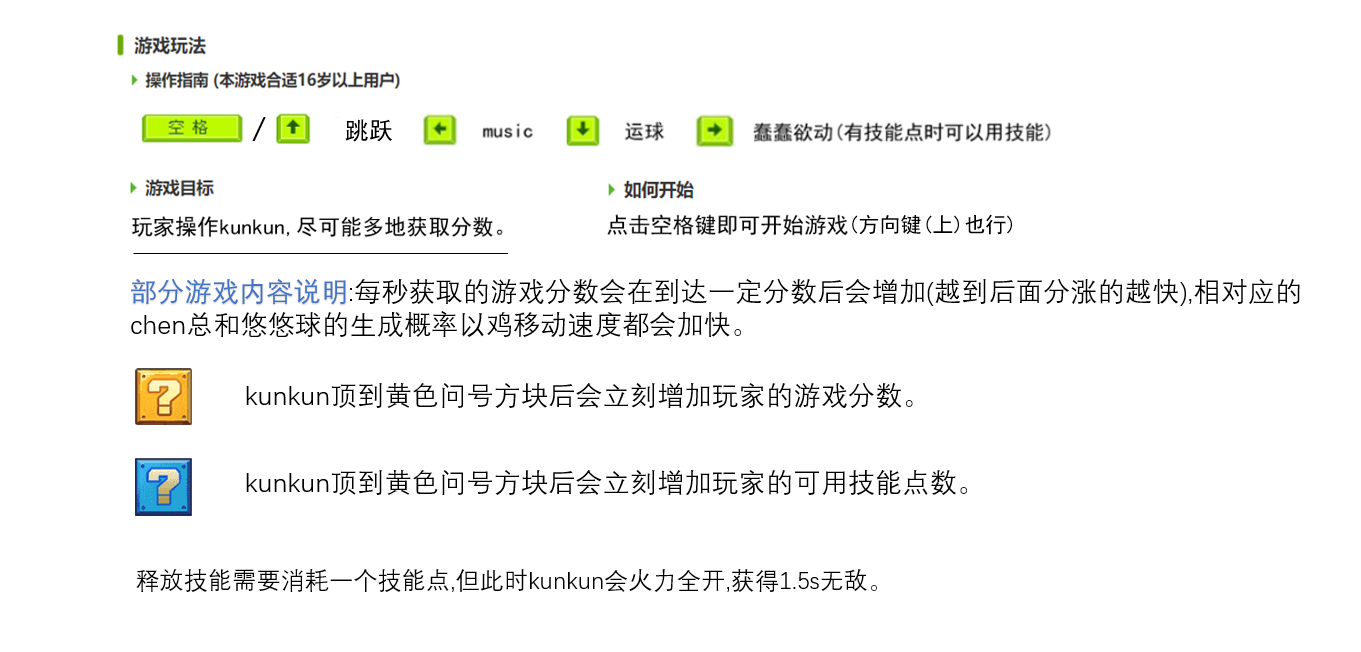 游戏玩法
操作指南 (本游戏合适16岁以上用户)
空格 / ↑ 跳跃 ← music ↓ 运球 → 蠢蠢欲动(有技能点时可以用技能)
游戏目标
玩家操作kunkun, 尽可能多地获取分数。
如何开始
点击空格键即可开始游戏(方向键(上)也行)
部分游戏内容说明:每秒获取的游戏分数会在到达一定分数后会增加(越到后面分涨的越快),相对应的
chen总和悠悠球的生成概率以鸡移动速度都会加快。
? kunkun顶到黄色问号方块后会立刻增加玩家的游戏分数。
? kunkun顶到黄色问号方块后会立刻增加玩家的可用技能点数。
释放技能需要消耗一个技能点,但此时kunkun会火力全开,获得1.5s无敌。